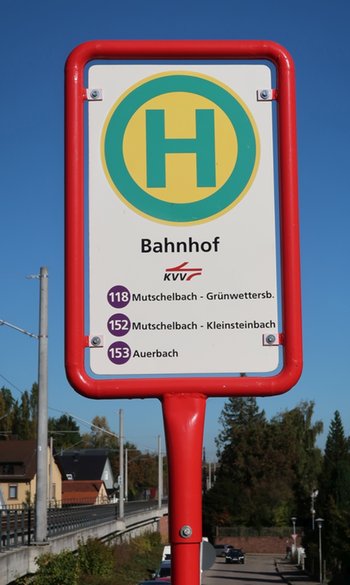 H
Bahnhof
KVV
118 Mutschelbach - Grünwettersb.
152 Mutschelbach - Kleinsteinbach
153 Auerbach